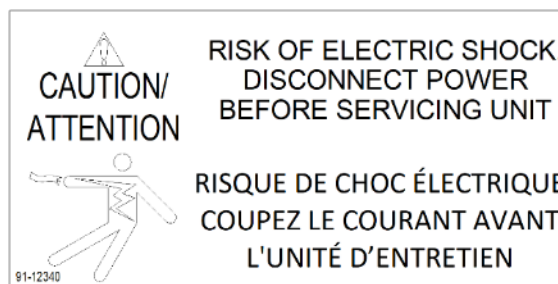 CAUTION/
ATTENTION
RISK OF ELECTRIC SHOCK
DISCONNECT POWER
BEFORE SERVICING UNIT
RISQUE DE CHOC ÉLECTRIQUE
COUPEZ LE COURANT AVANT
L'UNITÉ D’ENTRETIEN
91-12340